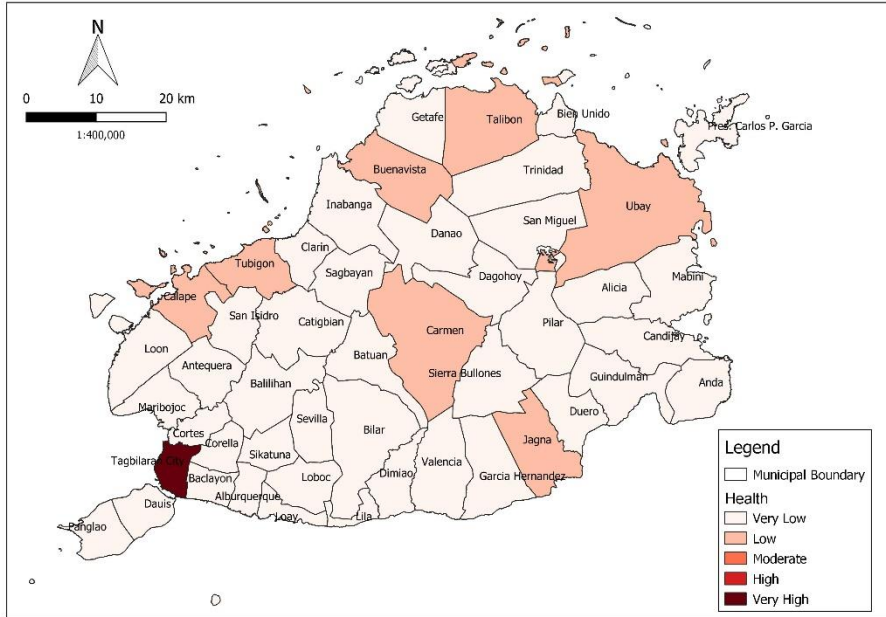 N
0 10 20 km
1:400,000
Getafe
Talibon
Bien Unido
Pres. Carlos P. Garcia
Buenavista
Trinidad
Inabanga
Ubay
San Miguel
Danao
Clarin
Tubigon
Sagbayan
Dagohoy
Mabini
Alicia
Calape
San Isidro
Catigbian
Carmen
Pilar
Candijay
Loon
Batuan
Antequera
Sierra Bullones
Guindulman
Balilihan
Anda
Maribojoc
Duero
Sevilla
Bilar
Cortes
Corella
Jagna
Sikatuna
Tagbilaran City
Valencia
Dimiao
Garcia Hernandez
Baclayon
Loboc
Alburquerque
Dauis
Loay
Lila
Panglao
Legend
Municipal Boundary
Health
Very Low
Low
Moderate
High
Very High